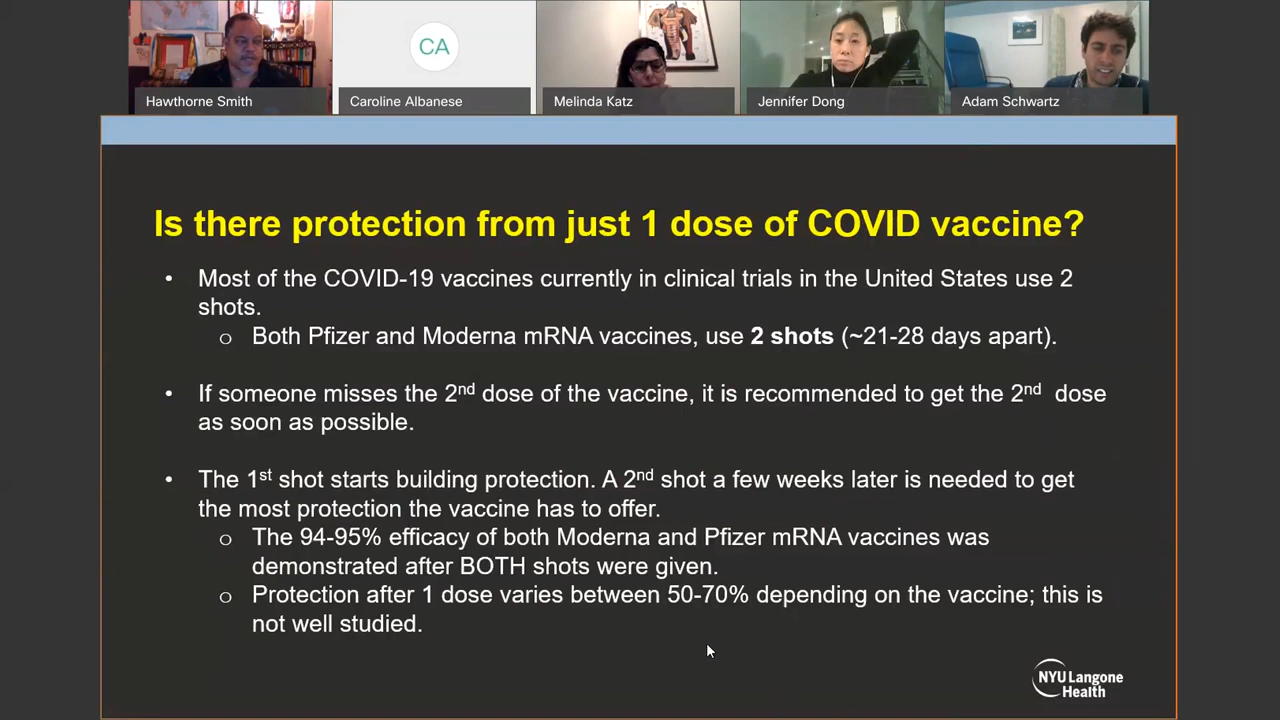 CA
Hawthorne Smith
Caroline Albanese
Melinda Katz
Jennifer Dong
Adam Schwartz
Is there protection from just 1 dose of COVID vaccine?
• Most of the COVID-19 vaccines currently in clinical trials in the United States use 2
shots.
o Both Pfizer and Moderna mRNA vaccines, use 2 shots (~21-28 days apart).
• If someone misses the 2nd dose of the vaccine, it is recommended to get the 2nd dose
as soon as possible.
• The 1st shot starts building protection. A 2nd shot a few weeks later is needed to get
the most protection the vaccine has to offer.
o The 94-95% efficacy of both Moderna and Pfizer mRNA vaccines was
demonstrated after BOTH shots were given.
o Protection after 1 dose varies between 50-70% depending on the vaccine; this is
not well studied.
NYU Langone
Health